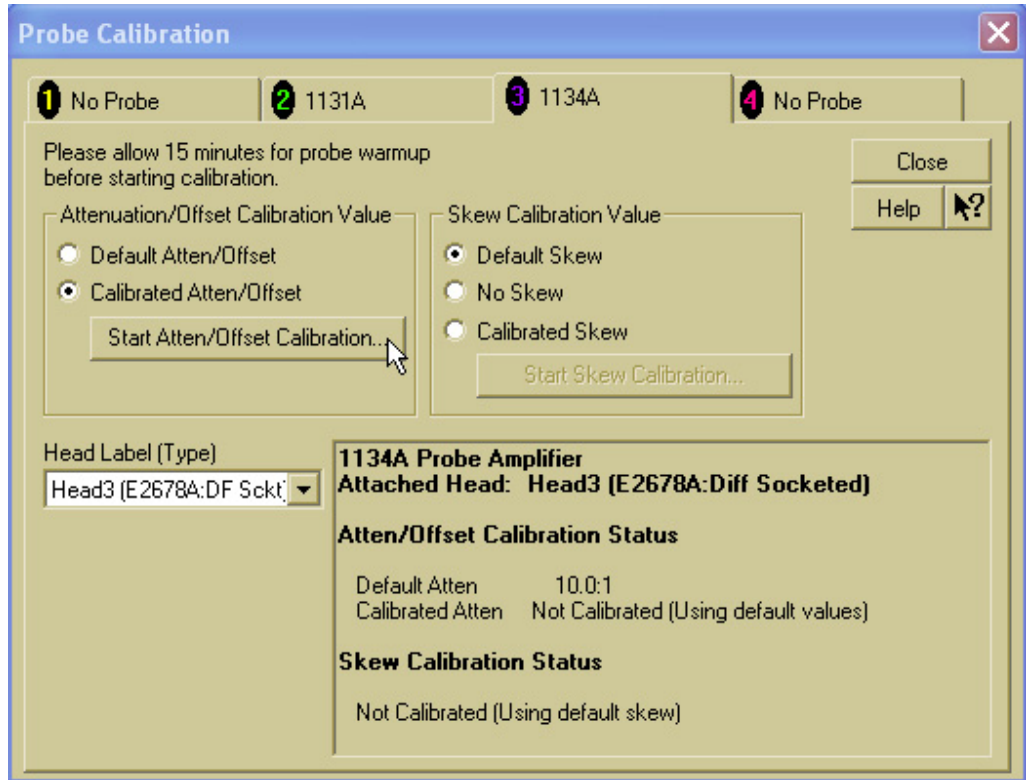 Probe Calibration
1 No Probe
2 1131A
3 1134A
4 No Probe
Please allow 15 minutes for probe warmup
before starting calibration.
Close
Help
?
Attenuation/Offset Calibration Value
Default Atten/Offset
Calibrated Atten/Offset
Start Atten/Offset Calibration...
Skew Calibration Value
Default Skew
No Skew
Calibrated Skew
Start Skew Calibration...
Head Label (Type)
Head3 (E2678A:DF Sckt)
1134A Probe Amplifier
Attached Head: Head3 (E2678A:Diff Socketed)
Atten/Offset Calibration Status
Default Atten 10.0:1
Calibrated Atten Not Calibrated (Using default values)
Skew Calibration Status
Not Calibrated (Using default skew)